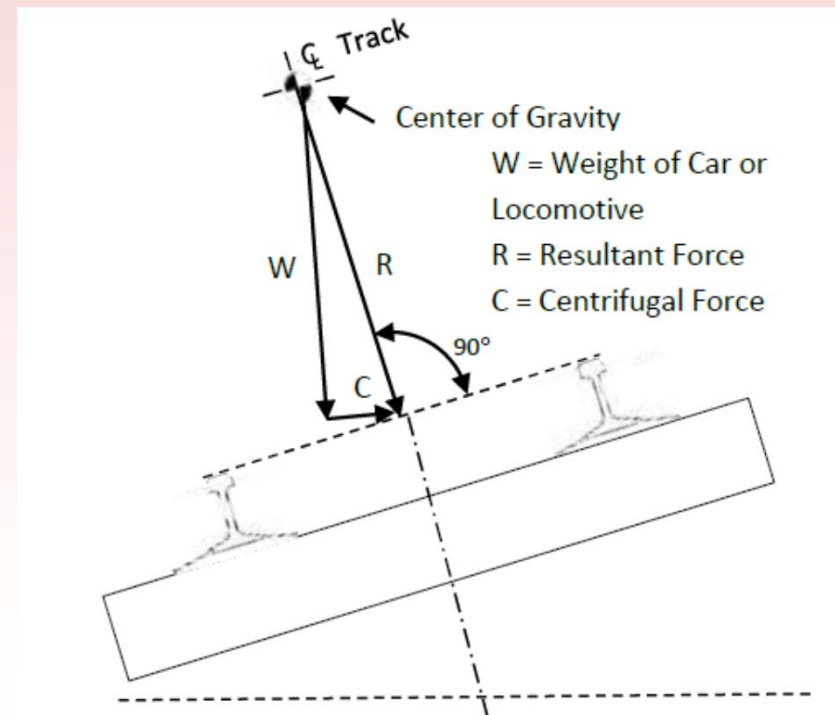 ℄ Track
Center of Gravity
W = Weight of Car or
Locomotive
W
R
R = Resultant Force
C = Centrifugal Force
90°
C